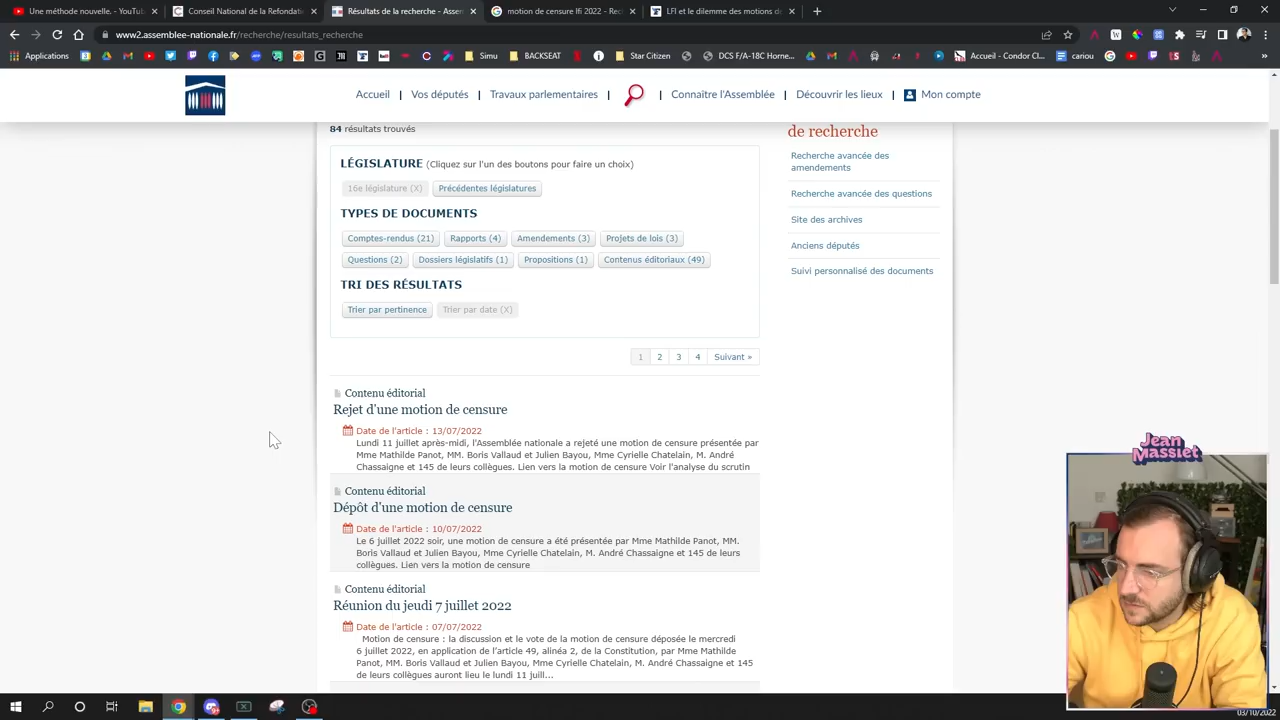 Une méthode nouvelle - YouTub
Conseil National de la Refondati
Résultats de la recherche - Assen
motion de censure lfi 2022 - Rec
LFI et le dilemme des motions de
www2.assemblee-nationale.fr/recherche/resultats_recherche
Applications
Simu
BACKSEAT
Star Citizen
DCS F/A-18C Horne...
Accueil - Condor Cl...
Accueil | Vos députés | Travaux parlementaires | | Connaître l'Assemblée | Découvrir les lieux | Mon compte
84 résultats trouvés
de recherche
LÉGISLATURE (Cliquez sur l'un des boutons pour faire un choix)
Recherche avancée des
amendements
16e législature (X) Précédentes législatures
Recherche avancée des questions
TYPES DE DOCUMENTS
Site des archives
Comptes-rendus (21) Rapports (4) Amendements (3) Projets de lois (3)
Anciens députés
Questions (2) Dossiers législatifs (1) Propositions (1) Contenus éditoriaux (49)
Suivi personnalisé des documents
TRI DES RÉSULTATS
Trier par pertinence Trier par date (X)
1 2 3 4 Suivant »
Contenu éditorial
Rejet d'une motion de censure
Date de l'article : 13/07/2022
Lundi 11 juillet après-midi, l'Assemblée nationale a rejeté une motion de censure présentée par
Mme Mathilde Panot, MM. Boris Vallaud et Julien Bayou, Mme Cyrielle Chatelain, M. André
Chassaigne et 145 de leurs collègues. Lien vers la motion de censure Voir l'analyse du scrutin
Contenu éditorial
Dépôt d'une motion de censure
Date de l'article : 10/07/2022
Le 6 juillet 2022 soir, une motion de censure a été présentée par Mme Mathilde Panot, MM.
Boris Vallaud et Julien Bayou, Mme Cyrielle Chatelain, M. André Chassaigne et 145 de leurs
collègues. Lien vers la motion de censure
Contenu éditorial
Réunion du jeudi 7 juillet 2022
Date de l'article : 07/07/2022
Motion de censure : la discussion et le vote de la motion de censure déposée le mercredi
6 juillet 2022, en application de l'article 49, alinéa 2, de la Constitution, par Mme Mathilde
Panot, MM. Boris Vallaud et Julien Bayou, Mme Cyrielle Chatelain, M. André Chassaigne et 145
de leurs collègues auront lieu le lundi 11 juill...
Jean
Massiet
03/10/2022